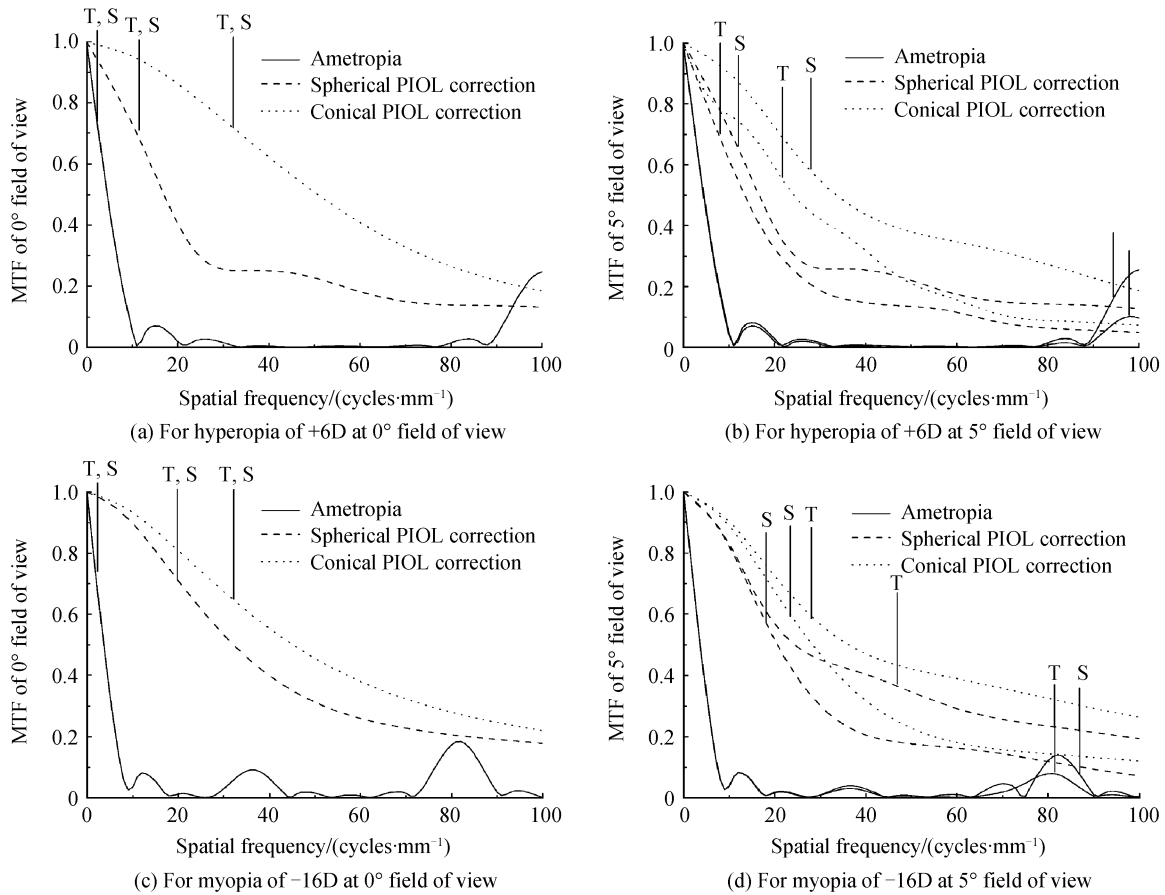 T, S
T, S
T, S
1.0
0.8
0.6
0.4
0.2
0
MTF of 0° field of view
Ametropia
Spherical PIOL correction
Conical PIOL correction
0
20
40
60
80
100
Spatial frequency/(cycles·mm⁻¹)
(a) For hyperopia of +6D at 0° field of view
T
S
T
S
1.0
0.8
0.6
0.4
0.2
0
MTF of 5° field of view
Ametropia
Spherical PIOL correction
Conical PIOL correction
0
20
40
60
80
100
Spatial frequency/(cycles·mm⁻¹)
(b) For hyperopia of +6D at 5° field of view
T, S
T, S
T, S
1.0
0.8
0.6
0.4
0.2
0
MTF of 0° field of view
Ametropia
Spherical PIOL correction
Conical PIOL correction
0
20
40
60
80
100
Spatial frequency/(cycles·mm⁻¹)
(c) For myopia of −16D at 0° field of view
S
S
T
T
T
S
1.0
0.8
0.6
0.4
0.2
0
MTF of 5° field of view
Ametropia
Spherical PIOL correction
Conical PIOL correction
0
20
40
60
80
100
Spatial frequency/(cycles·mm⁻¹)
(d) For myopia of −16D at 5° field of view